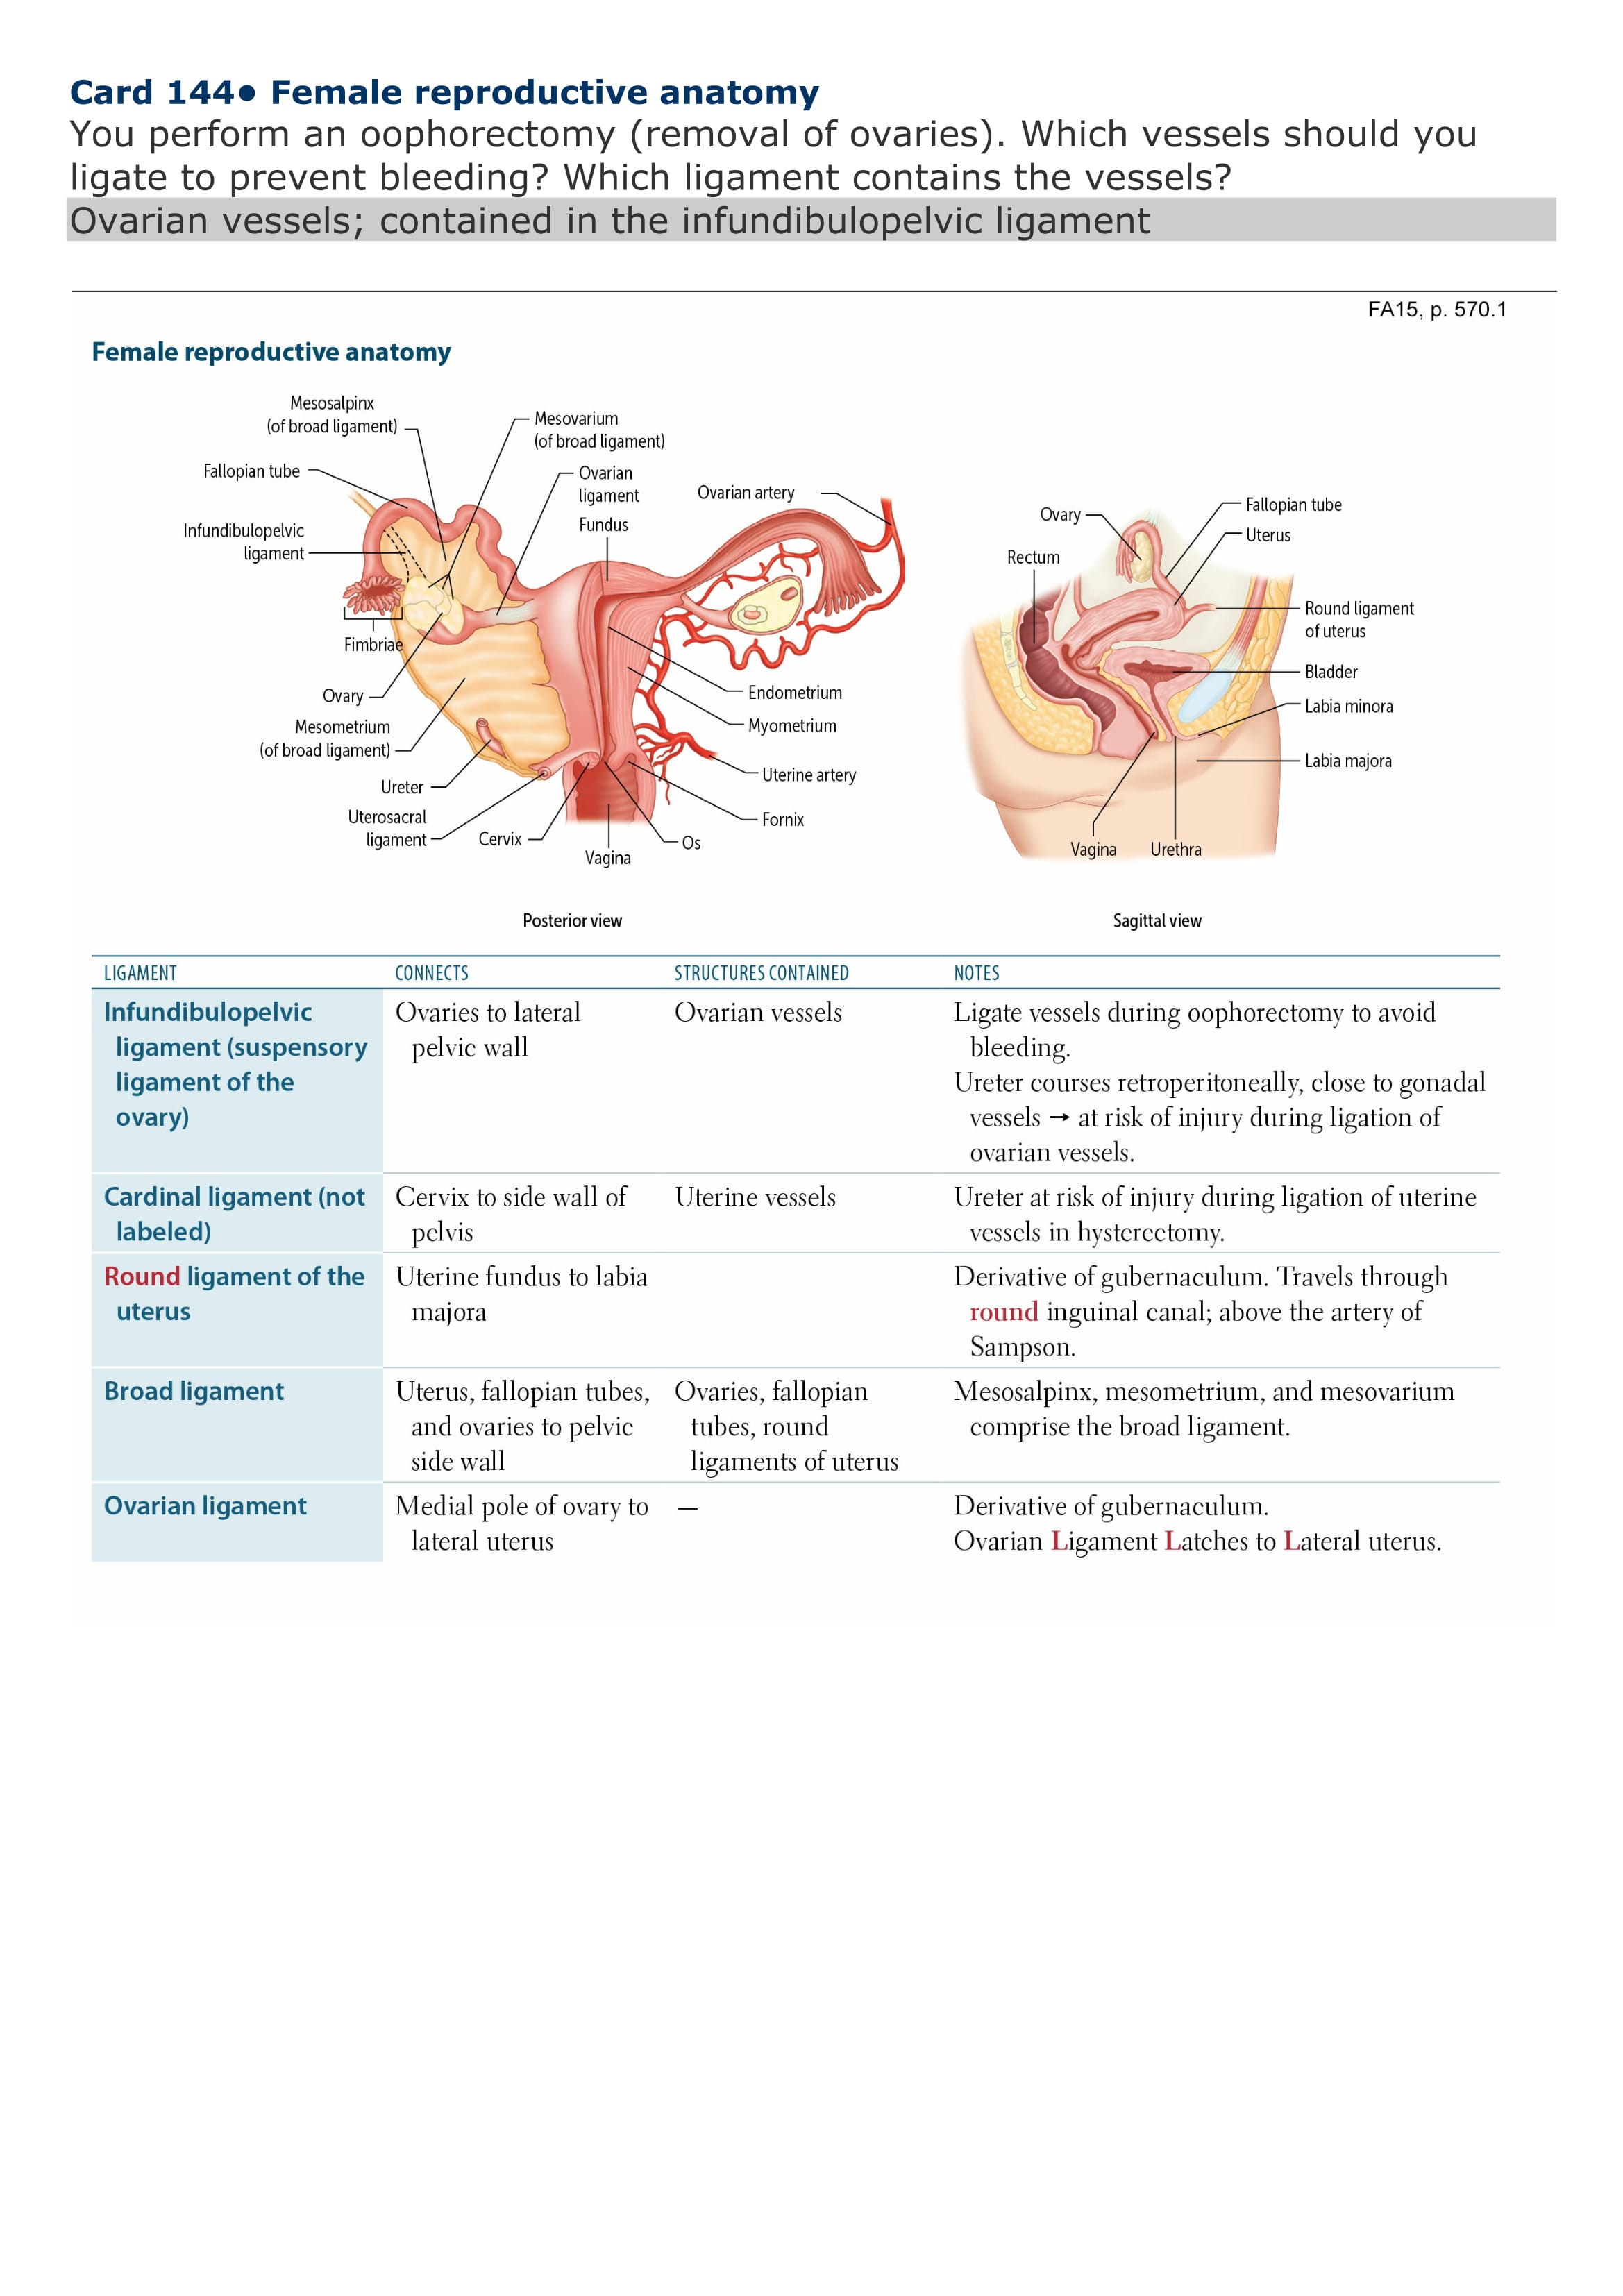 Card 144• Female reproductive anatomy
You perform an oophorectomy (removal of ovaries). Which vessels should you
ligate to prevent bleeding? Which ligament contains the vessels?
Ovarian vessels; contained in the infundibulopelvic ligament
FA15, p. 570.1
Female reproductive anatomy
Mesosalpinx
(of broad ligament)
Fallopian tube
Infundibulopelvic
ligament
Fimbriae
Ovary
Mesometrium
(of broad ligament)
Ureter
Uterosacral
ligament
Cervix
Vagina
Os
Mesovarium
(of broad ligament)
Ovarian
ligament
Fundus
Ovarian artery
Endometrium
Myometrium
Uterine artery
Fornix
Posterior view
Ovary
Rectum
Fallopian tube
Uterus
Round ligament
of uterus
Bladder
Labia minora
Labia majora
Vagina
Urethra
Sagittal view
LIGAMENT CONNECTS STRUCTURES CONTAINED NOTES
Infundibulopelvic
ligament (suspensory
ligament of the
ovary)
Ovaries to lateral
pelvic wall
Ovarian vessels
Ligate vessels during oophorectomy to avoid
bleeding.
Ureter courses retroperitoneally, close to gonadal
vessels → at risk of injury during ligation of
ovarian vessels.
Cardinal ligament (not
labeled)
Cervix to side wall of
pelvis
Uterine vessels
Ureter at risk of injury during ligation of uterine
vessels in hysterectomy.
Round ligament of the
uterus
Uterine fundus to labia
majora
Derivative of gubernaculum. Travels through
round inguinal canal; above the artery of
Sampson.
Broad ligament
Uterus, fallopian tubes,
and ovaries to pelvic
side wall
Ovaries, fallopian
tubes, round
ligaments of uterus
Mesosalpinx, mesometrium, and mesovarium
comprise the broad ligament.
Ovarian ligament
Medial pole of ovary to
lateral uterus
—
Derivative of gubernaculum.
Ovarian Ligament Latches to Lateral uterus.